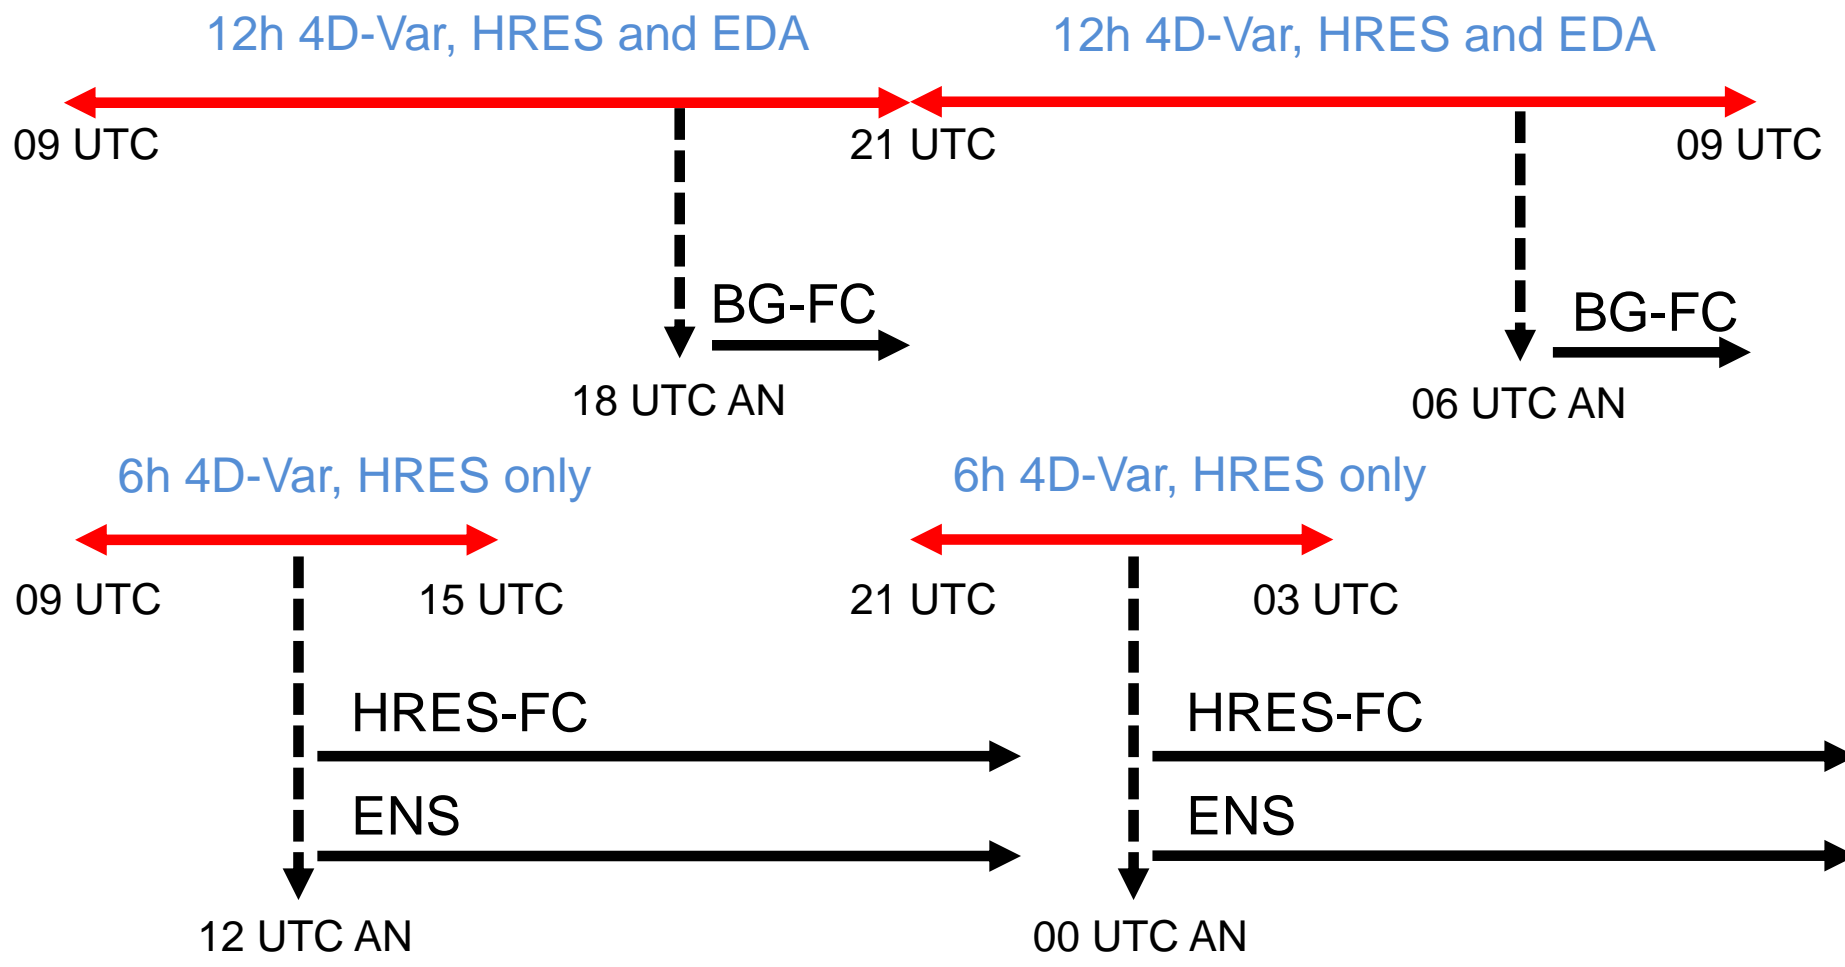 12h 4D-Var, HRES and EDA
12h 4D-Var, HRES and EDA
09 UTC
21 UTC
09 UTC
BG-FC
BG-FC
18 UTC AN
06 UTC AN
6h 4D-Var, HRES only
6h 4D-Var, HRES only
09 UTC
15 UTC
21 UTC
03 UTC
HRES-FC
HRES-FC
ENS
ENS
12 UTC AN
00 UTC AN